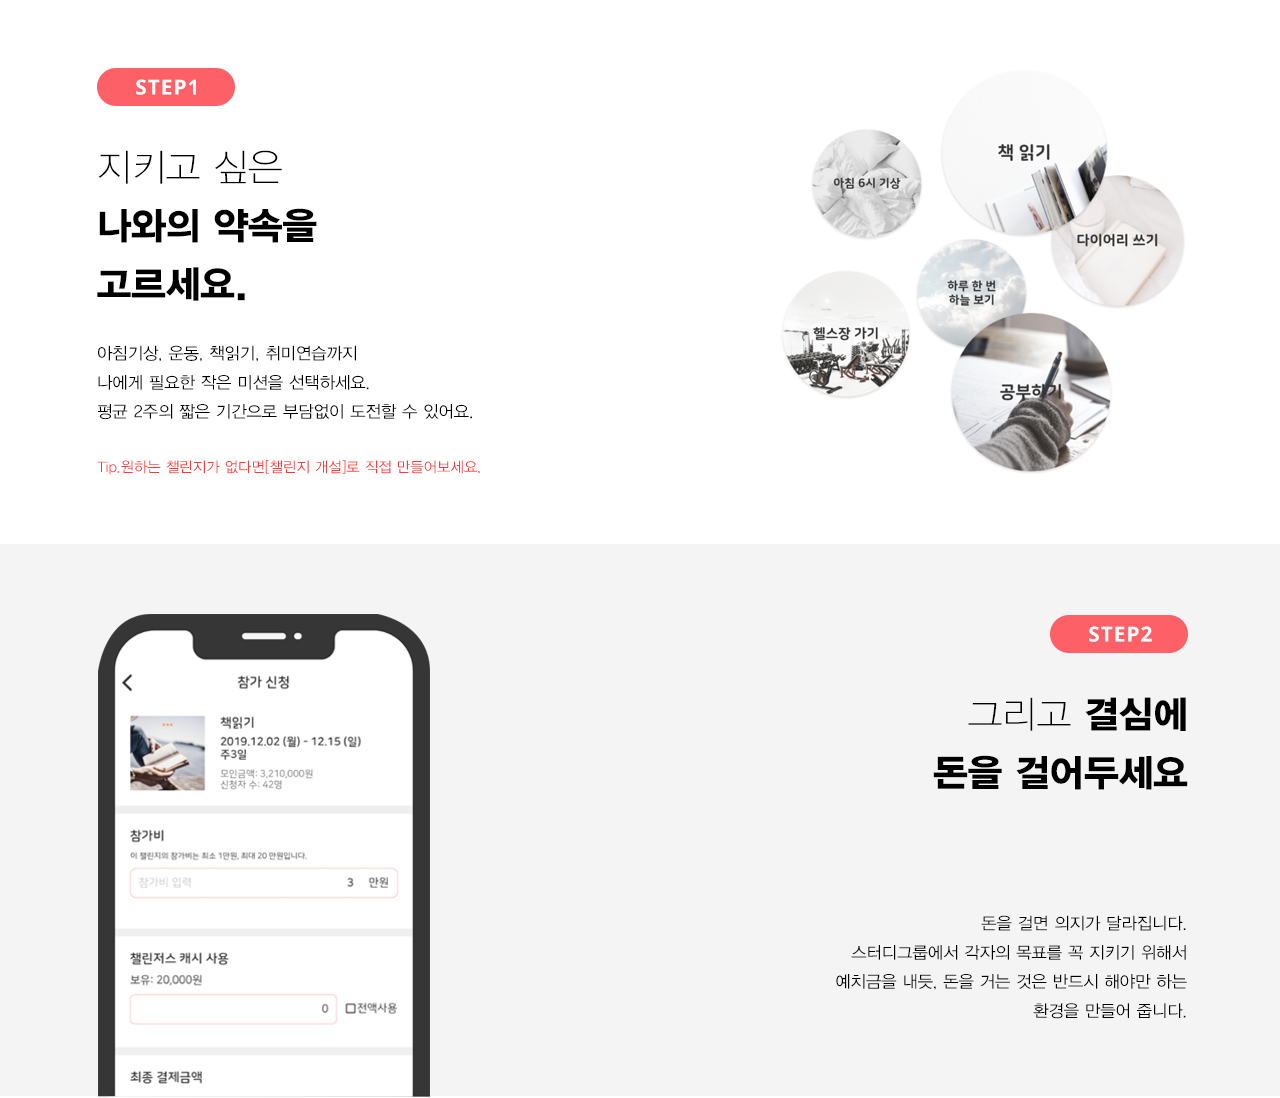 STEP1
지키고 싶은
나와의 약속을
고르세요.
아침기상, 운동, 책읽기, 취미연습까지
나에게 필요한 작은 미션을 선택하세요.
평균 2주의 짧은 기간으로 부담없이 도전할 수 있어요.
Tip.원하는 챌린지가 없다면[챌린지 개설]로 직접 만들어보세요.
책 읽기
아침 6시 기상
다이어리 쓰기
하루 한 번
하늘 보기
헬스장 가기
공부하기
STEP2
그리고 결심에
돈을 걸어두세요
돈을 걸면 의지가 달라집니다.
스터디그룹에서 각자의 목표를 꼭 지키기 위해서
예치금을 내듯, 돈을 거는 것은 반드시 해야만 하는
환경을 만들어 줍니다.
참가 신청
책읽기
2019.12.02 (월) - 12.15 (일)
주3일
모인금액: 3,210,000원
신청자 수: 42명
참가비
이 챌린지의 참가비는 최소 1만원, 최대 20 만원입니다.
참가비 입력 3 만원
챌린저스 캐시 사용
보유: 20,000원
0 전액사용
최종 결제금액